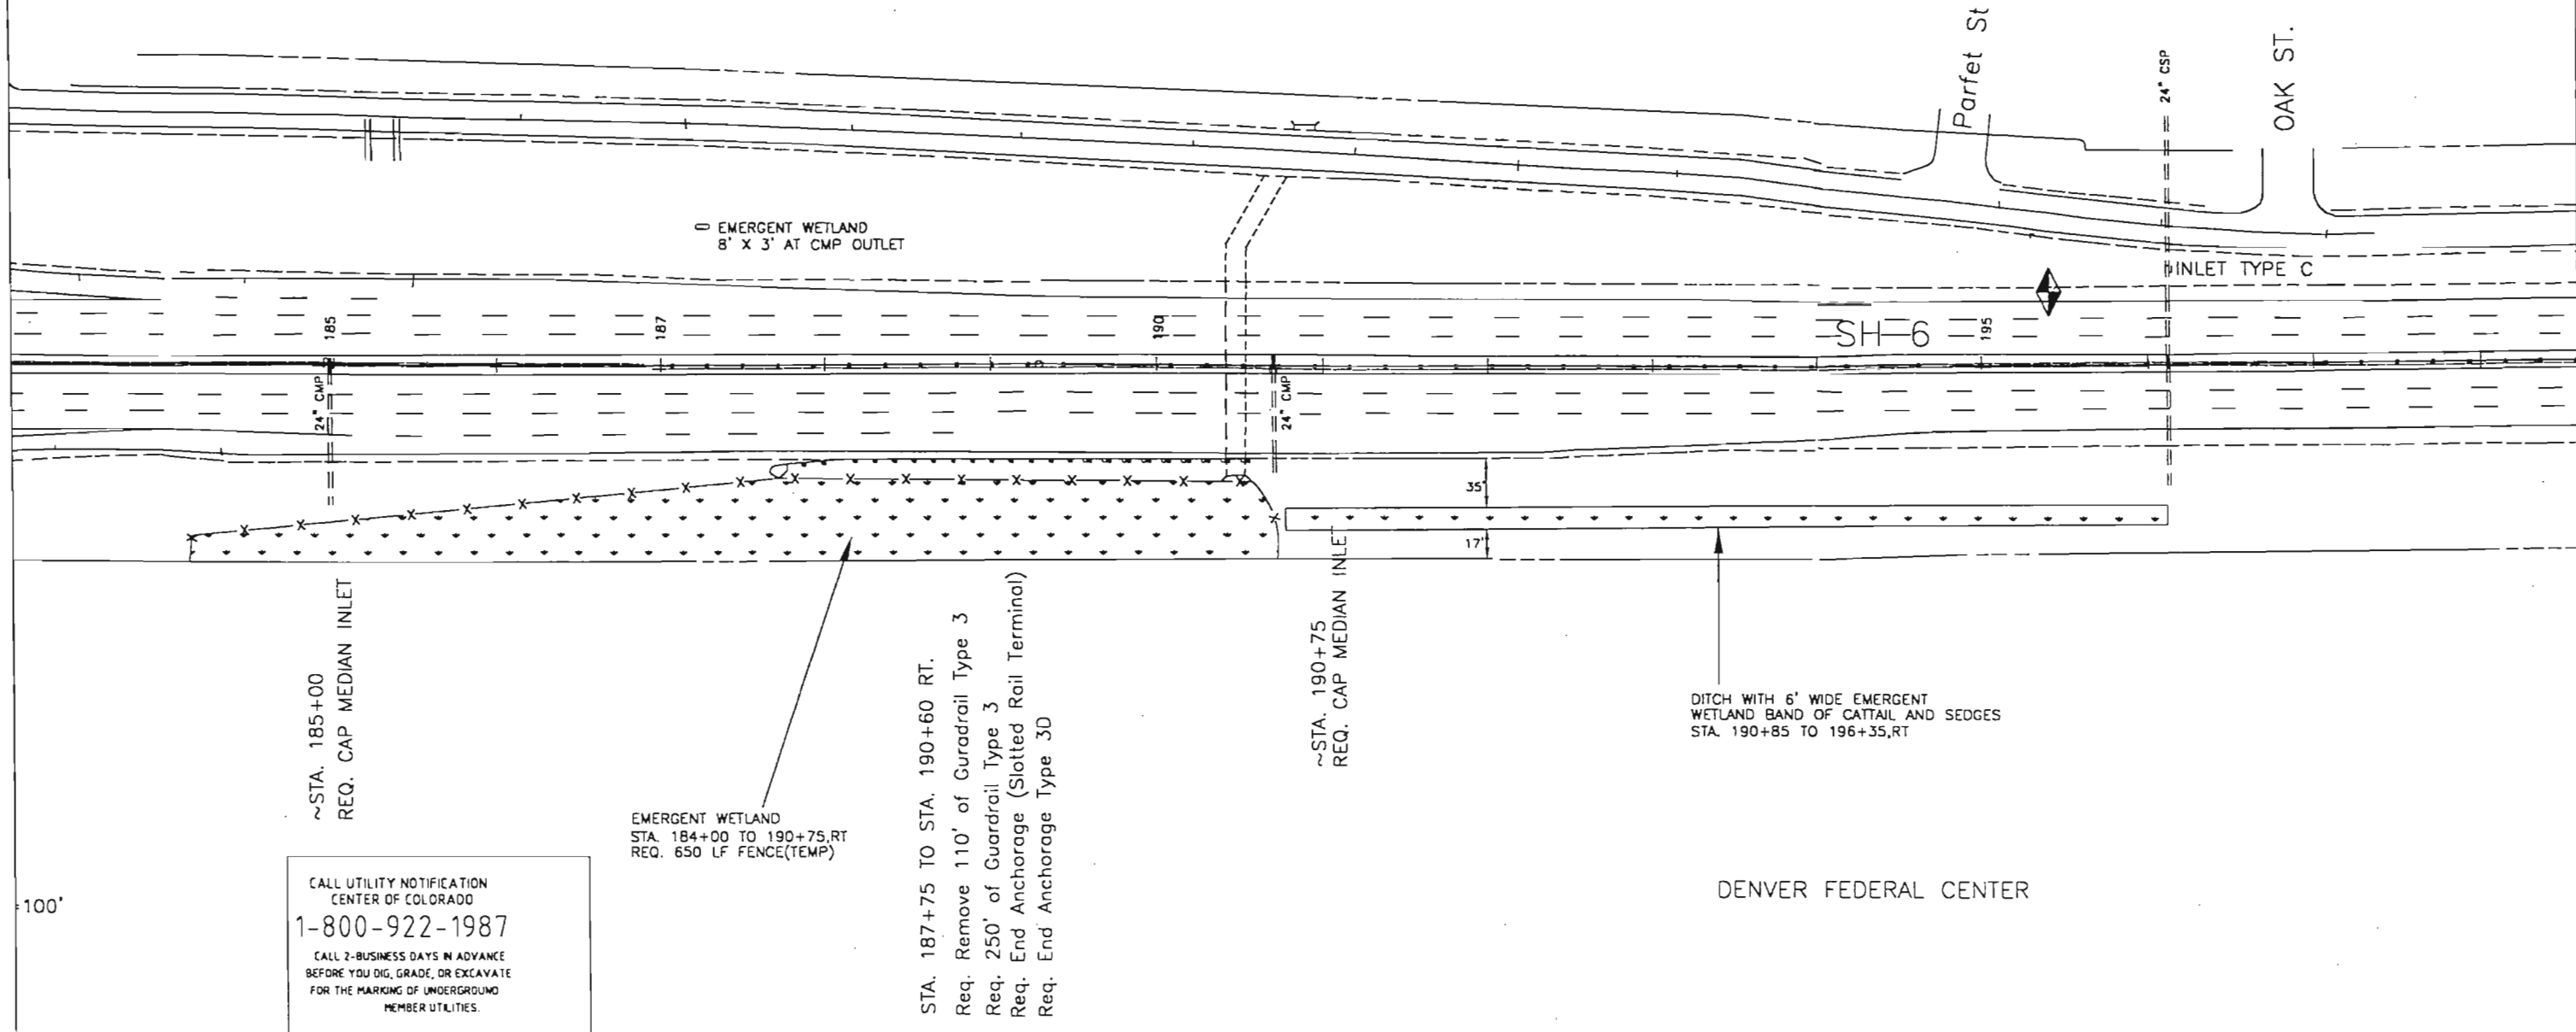 Parfet St
24" CSP
OAK ST.
EMERGENT WETLAND
8' X 3' AT CMP OUTLET
INLET TYPE C
185
187
190
SH-6
195
24" CMP
24" CMP
35'
17'
~STA. 185+00
REQ. CAP MEDIAN INLET
EMERGENT WETLAND
STA. 184+00 TO 190+75,RT
REQ. 650 LF FENCE(TEMP)
STA. 187+75 TO STA. 190+60 RT.
Req. Remove 110' of Guradrail Type 3
Req. 250' of Guardrail Type 3
Req. End Anchorage (Slotted Rail Terminal)
Req. End Anchorage Type 3D
~STA. 190+75
REQ. CAP MEDIAN INLET
DITCH WITH 6' WIDE EMERGENT
WETLAND BAND OF CATTAIL AND SEDGES
STA. 190+85 TO 196+35,RT
DENVER FEDERAL CENTER
100'
CALL UTILITY NOTIFICATION
CENTER OF COLORADO
1-800-922-1987
CALL 2-BUSINESS DAYS IN ADVANCE
BEFORE YOU DIG, GRADE, OR EXCAVATE
FOR THE MARKING OF UNDERGROUND
MEMBER UTILITIES.